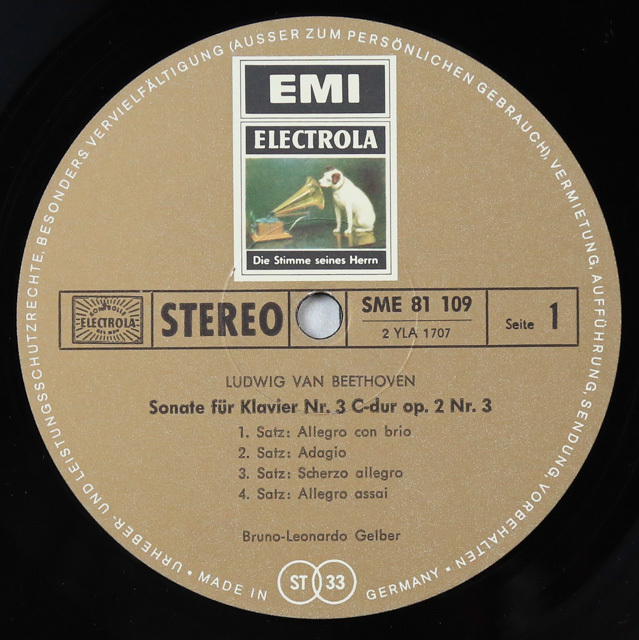 URHEBER- UND LEISTUNGSSCHUTZRECHTE, BESONDERS VERVIELFÄLTIGUNG (AUSSER ZUM PERSÖNLICHEN GEBRAUCH), VERMIETUNG, AUFFÜHRUNG, SENDUNG, VORBEHALTEN
EMI
ELECTROLA
Die Stimme seines Herrn
ELECTROLA
STEREO
SME 81 109
2 YLA 1707
Seite 1
LUDWIG VAN BEETHOVEN
Sonate für Klavier Nr. 3 C-dur op. 2 Nr. 3
1. Satz: Allegro con brio
2. Satz: Adagio
3. Satz: Scherzo allegro
4. Satz: Allegro assai
Bruno-Leonardo Gelber
• MADE IN
ST 33
GERMANY •